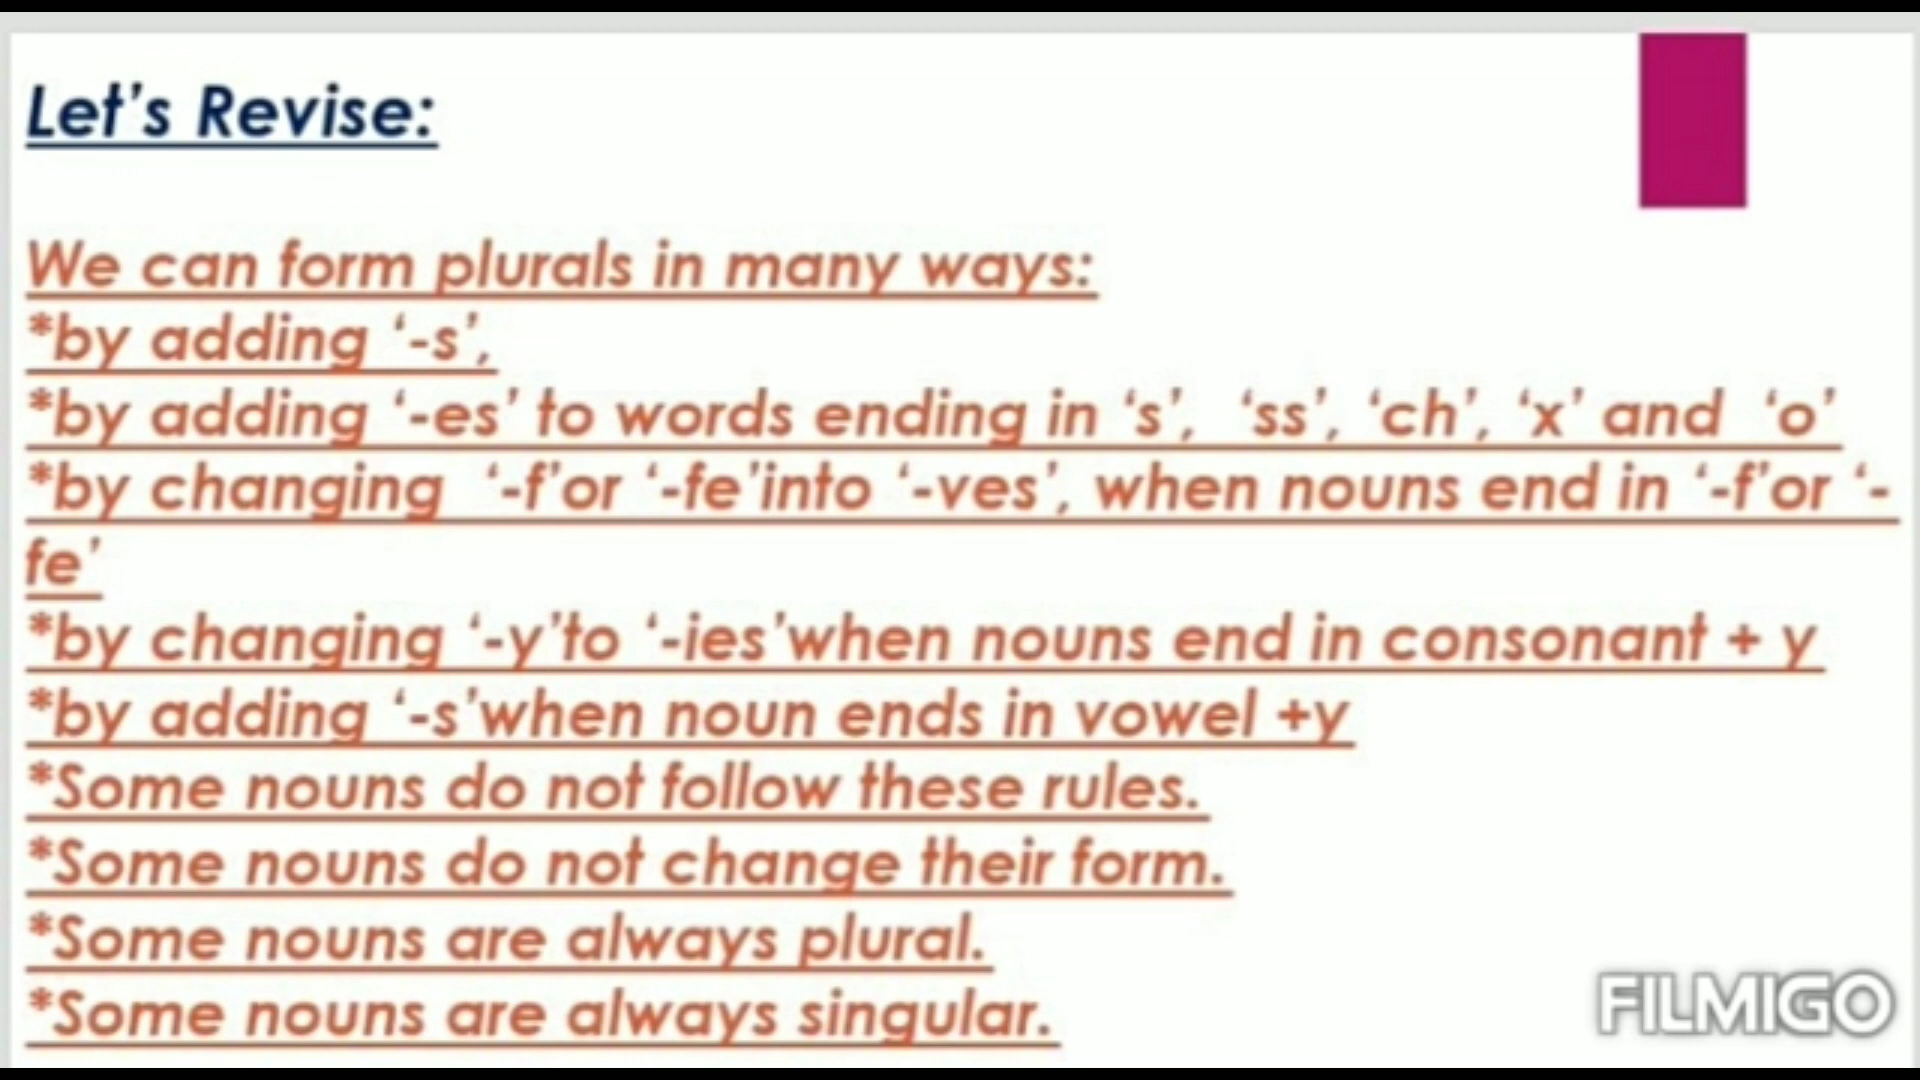 Let's Revise:
We can form plurals in many ways:
*by adding ‘-s’,
*by adding ‘-es’ to words ending in ‘s’, ‘ss’, ‘ch’, ‘x’ and ‘o’
*by changing ‘-f’or ‘-fe’into ‘-ves’, when nouns end in ‘-f’or ‘-
fe’
*by changing ‘-y’to ‘-ies’when nouns end in consonant + y
*by adding ‘-s’when noun ends in vowel +y
*Some nouns do not follow these rules.
*Some nouns do not change their form.
*Some nouns are always plural.
*Some nouns are always singular.
FILMIGO